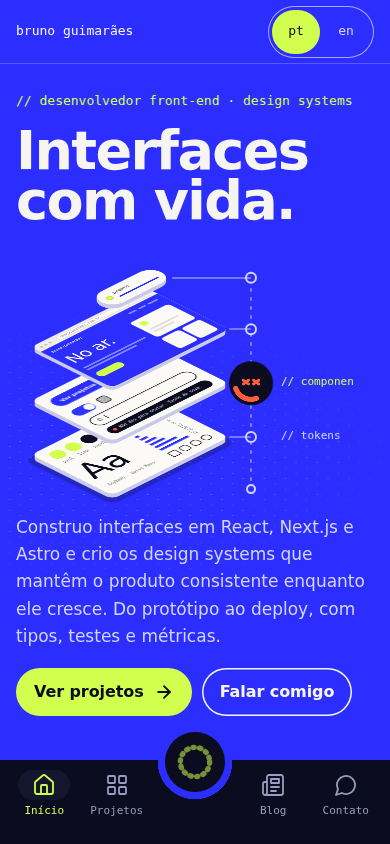 bruno guimarães
pt
en
// desenvolvedor front-end · design systems
Interfaces
com vida.
No ar.
Aa
// componen
// tokens
Construo interfaces em React, Next.js e
Astro e crio os design systems que
mantêm o produto consistente enquanto
ele cresce. Do protótipo ao deploy, com
tipos, testes e métricas.
Ver projetos
Falar comigo
Início
Projetos
Blog
Contato